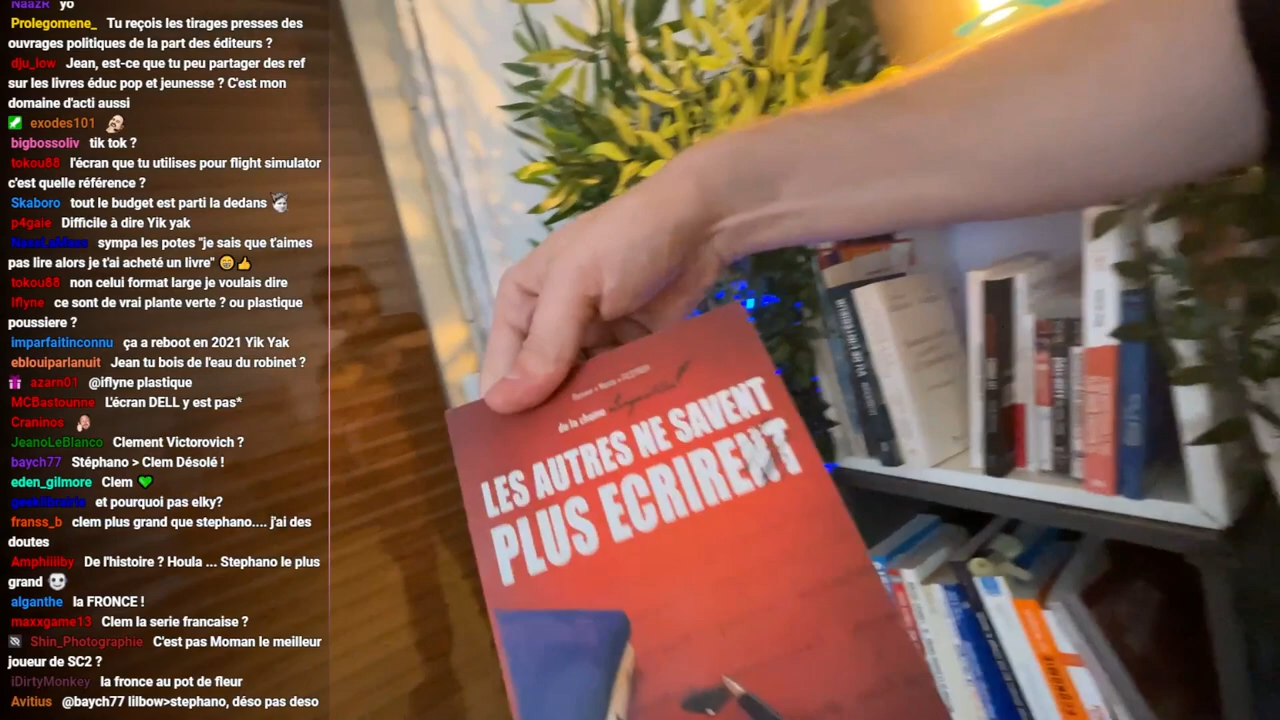 NaazR yo
Prolegomene_ Tu reçois les tirages presses des
ouvrages politiques de la part des éditeurs ?
dju_low Jean, est-ce que tu peu partager des ref
sur les livres éduc pop et jeunesse ? C'est mon
domaine d'acti aussi
exodes101
bigbossoliv tik tok ?
tokou88 l'écran que tu utilises pour flight simulator
c'est quelle référence ?
Skaboro tout le budget est parti la dedans
p4gaie Difficile à dire Yik yak
sympa les potes "je sais que t'aimes
pas lire alors je t'ai acheté un livre"
tokou88 non celui format large je voulais dire
Iflyne ce sont de vrai plante verte ? ou plastique
poussiere ?
imparfaitinconnu ça a reboot en 2021 Yik Yak
eblouiparlanuit Jean tu bois de l'eau du robinet ?
azarn01 @iflyne plastique
MCBastounne L'écran DELL y est pas*
Craninos
JeanoLeBlanco Clement Victorovich ?
baych77 Stéphano > Clem Désolé !
eden_gilmore Clem
et pourquoi pas elky?
franss_b clem plus grand que stephano.... j'ai des
doutes
Amphiiiiby De l'histoire ? Houla ... Stephano le plus
grand
alganthe la FRONCE !
maxxgame13 Clem la serie francaise ?
Shin_Photographie C'est pas Moman le meilleur
joueur de SC2 ?
iDirtyMonkey la fronce au pot de fleur
Avitius @baych77 lilbow>stephano, déso pas deso
de la chaîne
LES AUTRES NE SAVENT
PLUS ECRIRENT